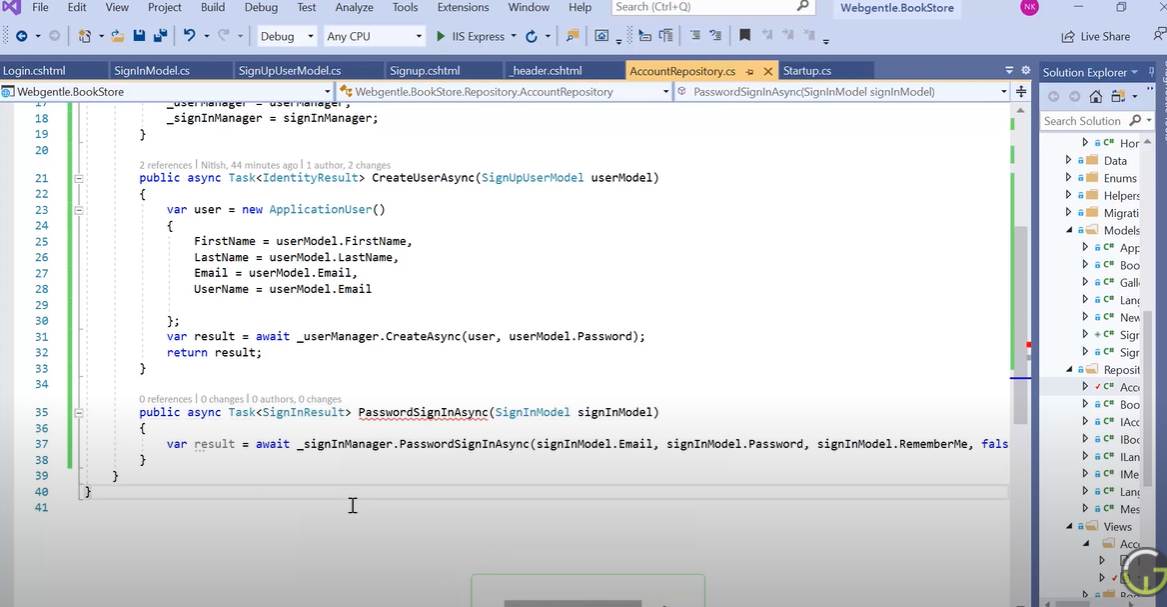 File Edit View Project Build Debug Test Analyze Tools Extensions Window Help Search (Ctrl+Q) Webgentle.BookStore NK
Debug Any CPU IIS Express Live Share
Login.cshtml SignInModel.cs SignUpUserModel.cs Signup.cshtml _header.cshtml AccountRepository.cs Startup.cs
Webgentle.BookStore Webgentle.BookStore.Repository.AccountRepository PasswordSignInAsync(SignInModel signInModel)
17 _userManager = userManager;
18 _signInManager = signInManager;
19 }
20
2 references | Nitish, 44 minutes ago | 1 author, 2 changes
21 public async Task<IdentityResult> CreateUserAsync(SignUpUserModel userModel)
22 {
23 var user = new ApplicationUser()
24 {
25 FirstName = userModel.FirstName,
26 LastName = userModel.LastName,
27 Email = userModel.Email,
28 UserName = userModel.Email
29
30 };
31 var result = await _userManager.CreateAsync(user, userModel.Password);
32 return result;
33 }
34
0 references | 0 changes | 0 authors, 0 changes
35 public async Task<SignInResult> PasswordSignInAsync(SignInModel signInModel)
36 {
37 var result = await _signInManager.PasswordSignInAsync(signInModel.Email, signInModel.Password, signInModel.RememberMe, fals
38 }
39 }
40 }
41
Solution Explorer
Search Solution
C# Hor
Data
Enums
Helpers
Migrati
Models
C# App
C# Boo
C# Gall
C# Lang
C# New
C# Sign
C# Sign
Reposit
C# Acc
C# Boo
C# IAcc
C# IBoo
C# ILan
C# IMe
C# Lang
C# Mes
Views
Acc